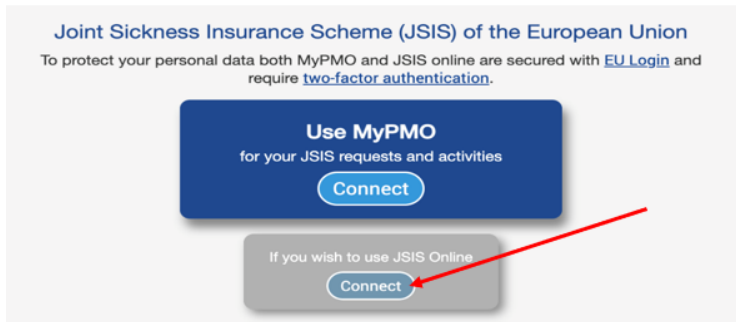 Joint Sickness Insurance Scheme (JSIS) of the European Union
To protect your personal data both MyPMO and JSIS online are secured with EU Login and
require two-factor authentication.
Use MyPMO
for your JSIS requests and activities
Connect
If you wish to use JSIS Online
Connect